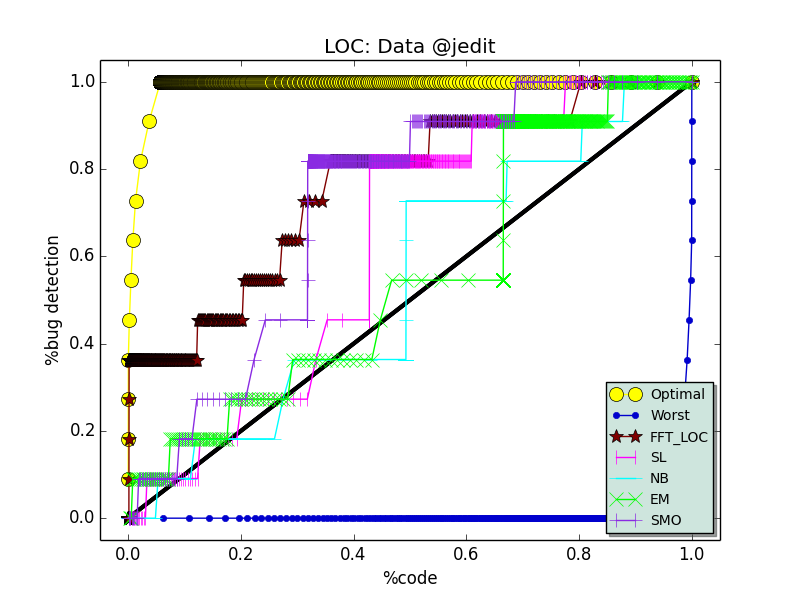 LOC: Data @jedit
%bug detection
1.0
0.8
0.6
0.4
0.2
0.0
0.0 0.2 0.4 0.6 0.8 1.0
%code
Optimal
Worst
FFT_LOC
SL
NB
EM
SMO